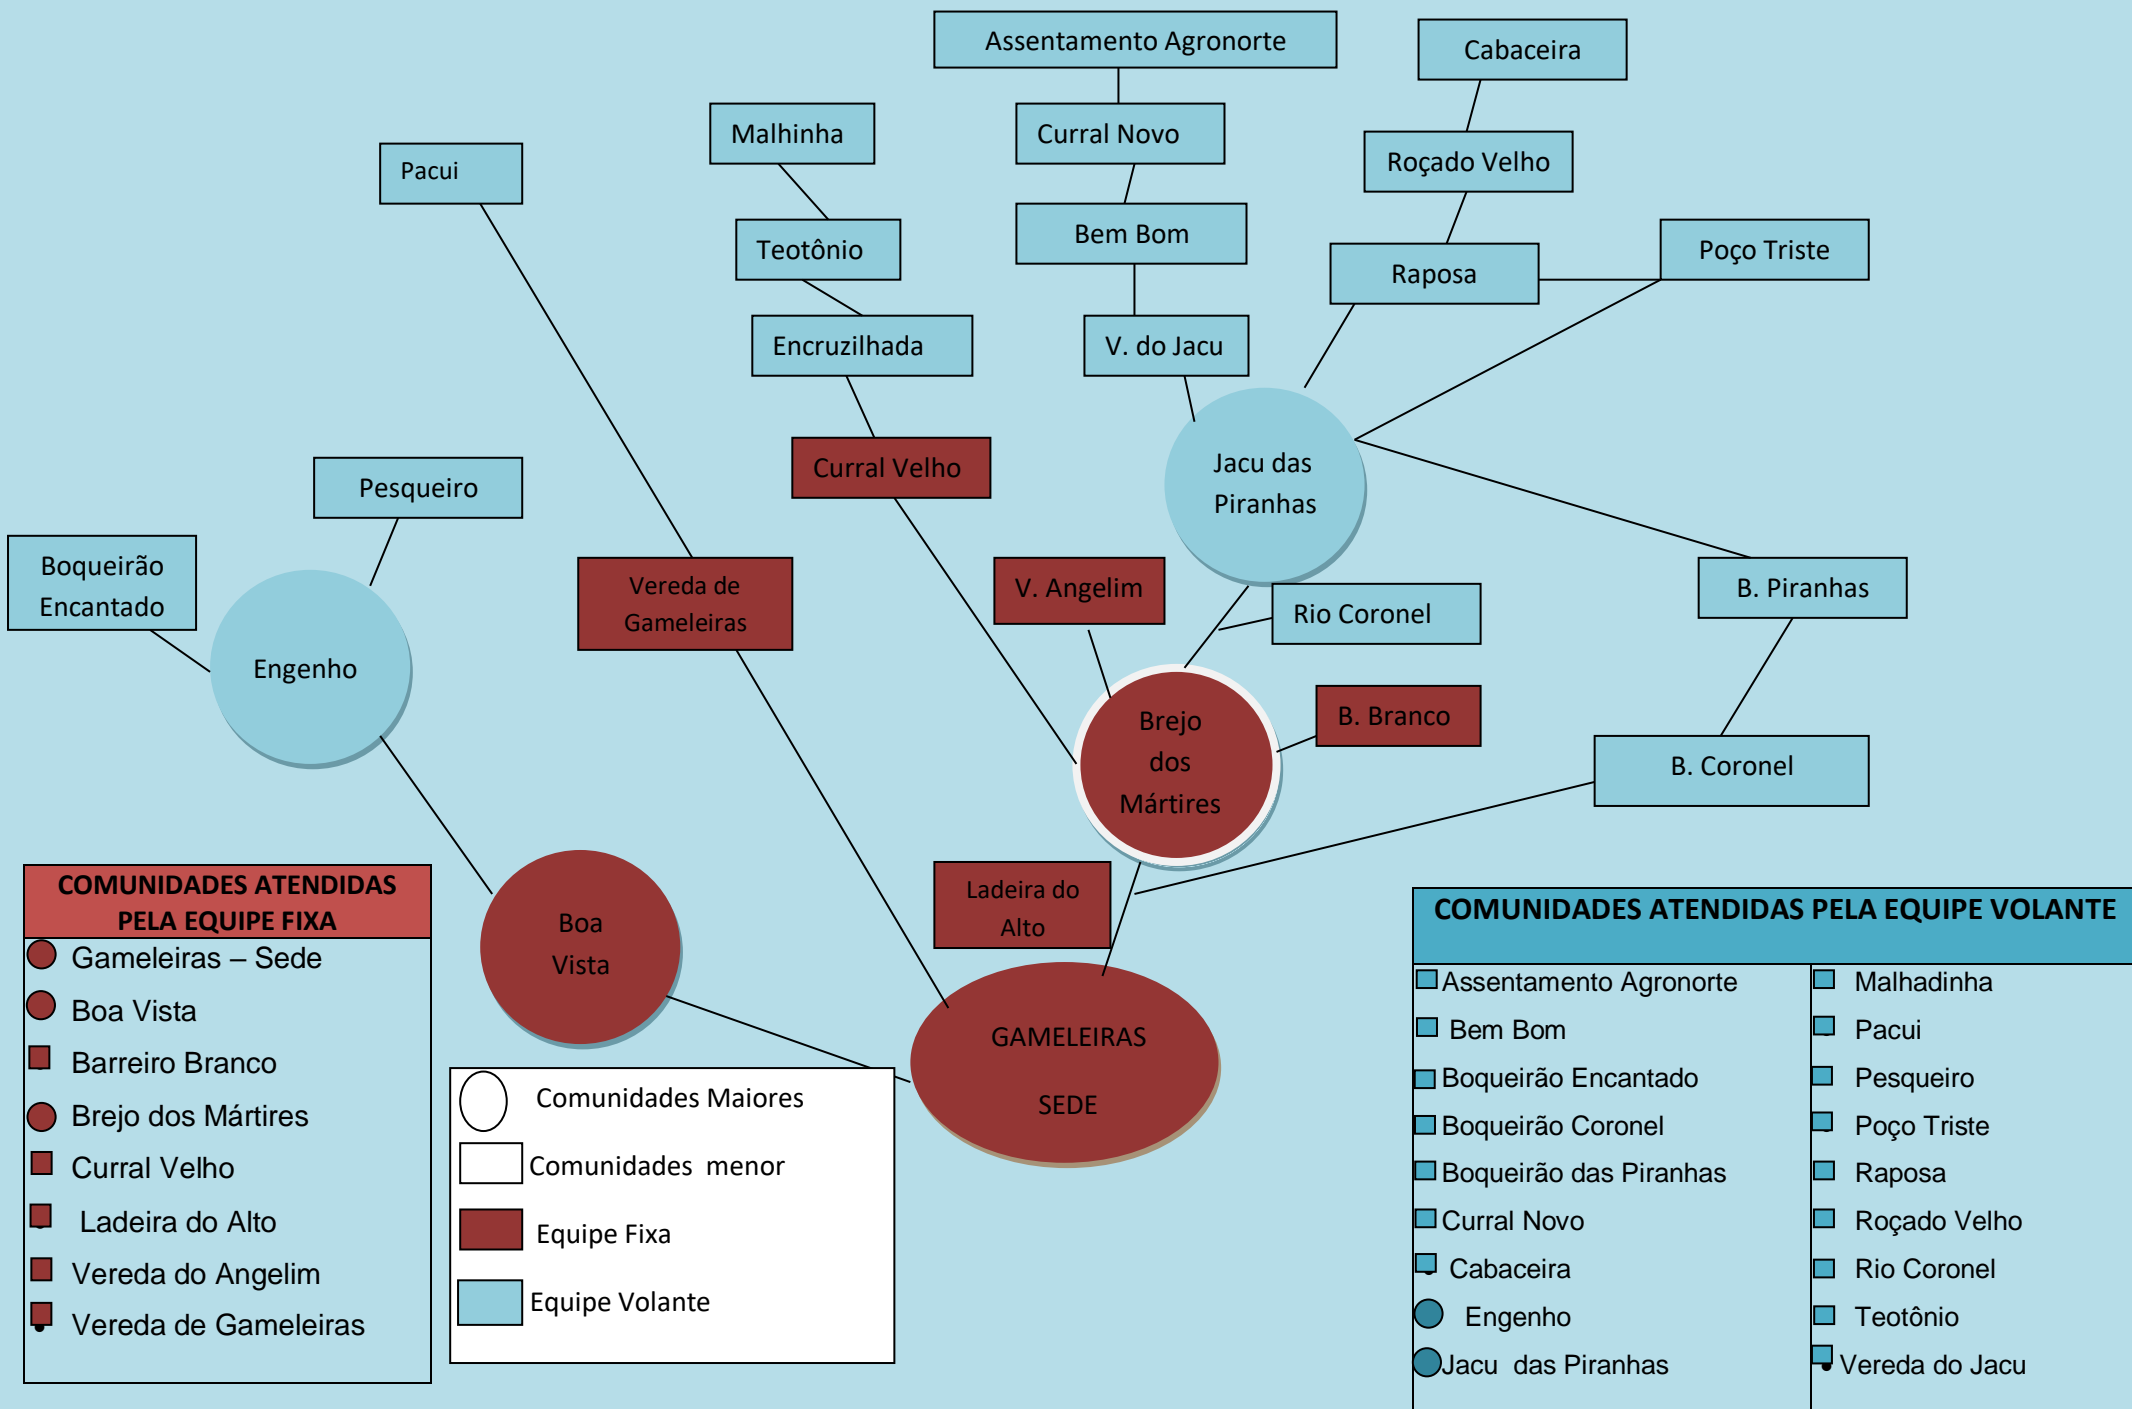 Assentamento Agronorte
Cabaceira
Malhinha
Curral Novo
Pacui
Roçado Velho
Teotônio
Bem Bom
Poço Triste
Raposa
Encruzilhada
V. do Jacu
Curral Velho
Jacu das
Piranhas
Pesqueiro
Boqueirão
Encantado
Vereda de
Gameleiras
V. Angelim
B. Piranhas
Rio Coronel
Engenho
Brejo
dos
Mártires
B. Branco
B. Coronel
Ladeira do
Alto
Boa
Vista
GAMELEIRAS
SEDE
COMUNIDADES ATENDIDAS
PELA EQUIPE FIXA
Gameleiras – Sede
Boa Vista
Barreiro Branco
Brejo dos Mártires
Curral Velho
Ladeira do Alto
Vereda do Angelim
Vereda de Gameleiras
Comunidades Maiores
Comunidades menor
Equipe Fixa
Equipe Volante
COMUNIDADES ATENDIDAS PELA EQUIPE VOLANTE
Assentamento Agronorte
Bem Bom
Boqueirão Encantado
Boqueirão Coronel
Boqueirão das Piranhas
Curral Novo
Cabaceira
Engenho
Jacu das Piranhas
Malhadinha
Pacui
Pesqueiro
Poço Triste
Raposa
Roçado Velho
Rio Coronel
Teotônio
Vereda do Jacu